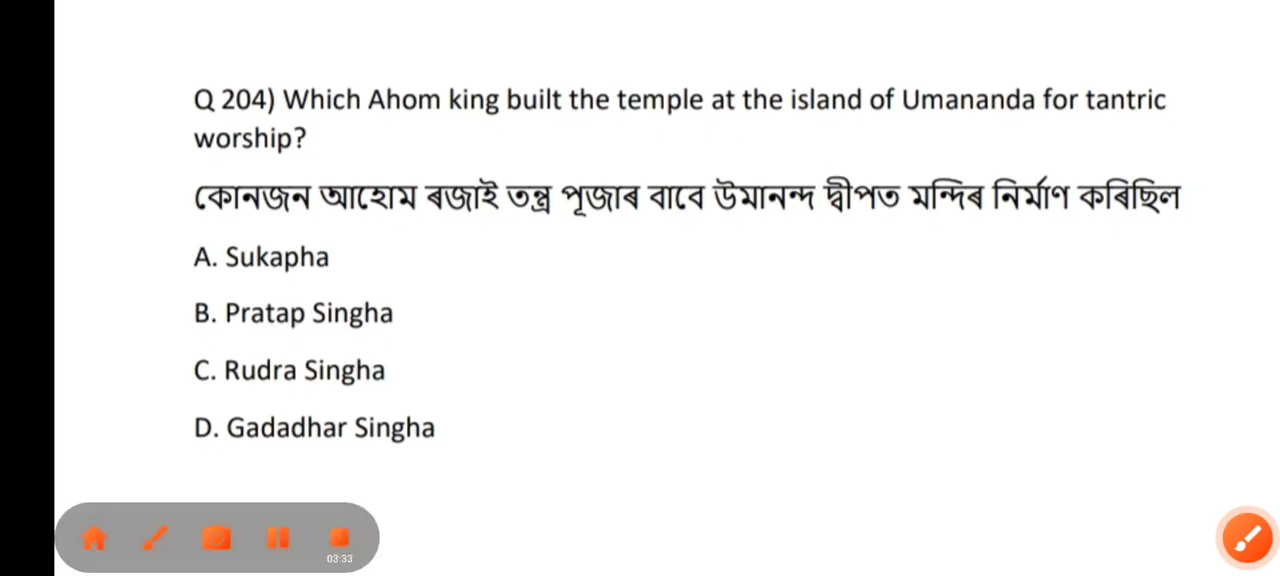 Q 204) Which Ahom king built the temple at the island of Umananda for tantric
worship?
কোনজন আহোম ৰজাই তন্ত্ৰ পূজাৰ বাবে উমানন্দ দ্বীপত মন্দিৰ নিৰ্মাণ কৰিছিল
A. Sukapha
B. Pratap Singha
C. Rudra Singha
D. Gadadhar Singha
03:33